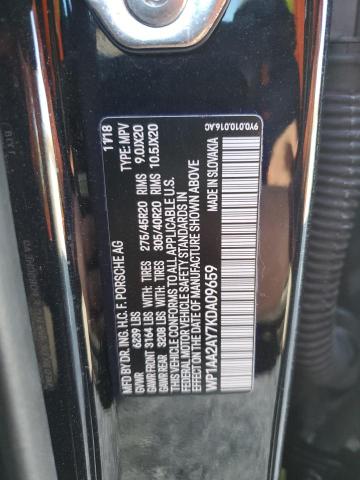 MFD BY DR. ING. H.C. F. PORSCHE AG 11/18
GVWR 6239 LBS TYPE: MPV
GAWR FRONT 3164 LBS WITH: TIRES 275/45R20 RIMS 9.0JX20
GAWR REAR 3208 LBS WITH: TIRES 305/40R20 RIMS 10.5JX20
THIS VEHICLE CONFORMS TO ALL APPLICABLE U.S.
FEDERAL MOTOR VEHICLE SAFETY STANDARDS IN
EFFECT ON THE DATE OF MANUFACTURE SHOWN ABOVE
WP1AA2AY7KDA09659 MADE IN SLOVAKIA
9Y0.010.016.AC